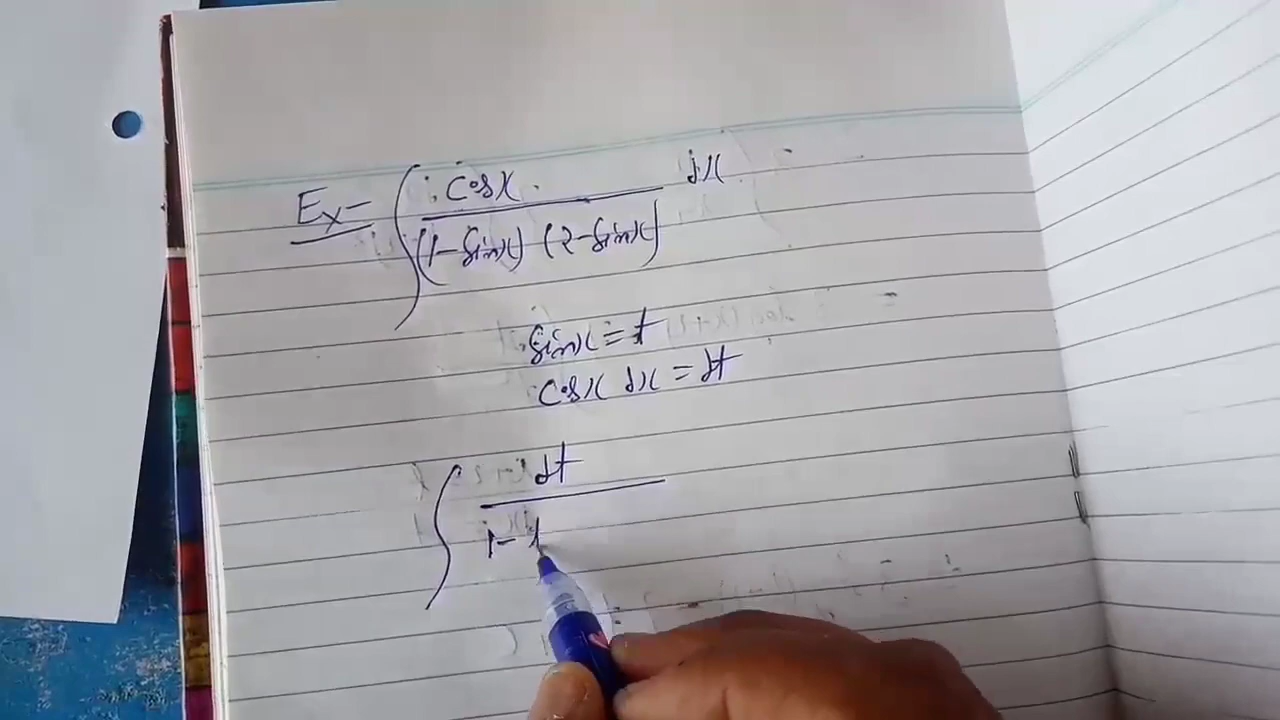 Ex- ∫ cosx / (1-sinx) (2-sinx) dx
sinx = t
cosx dx = dt
∫ dt / 1-t